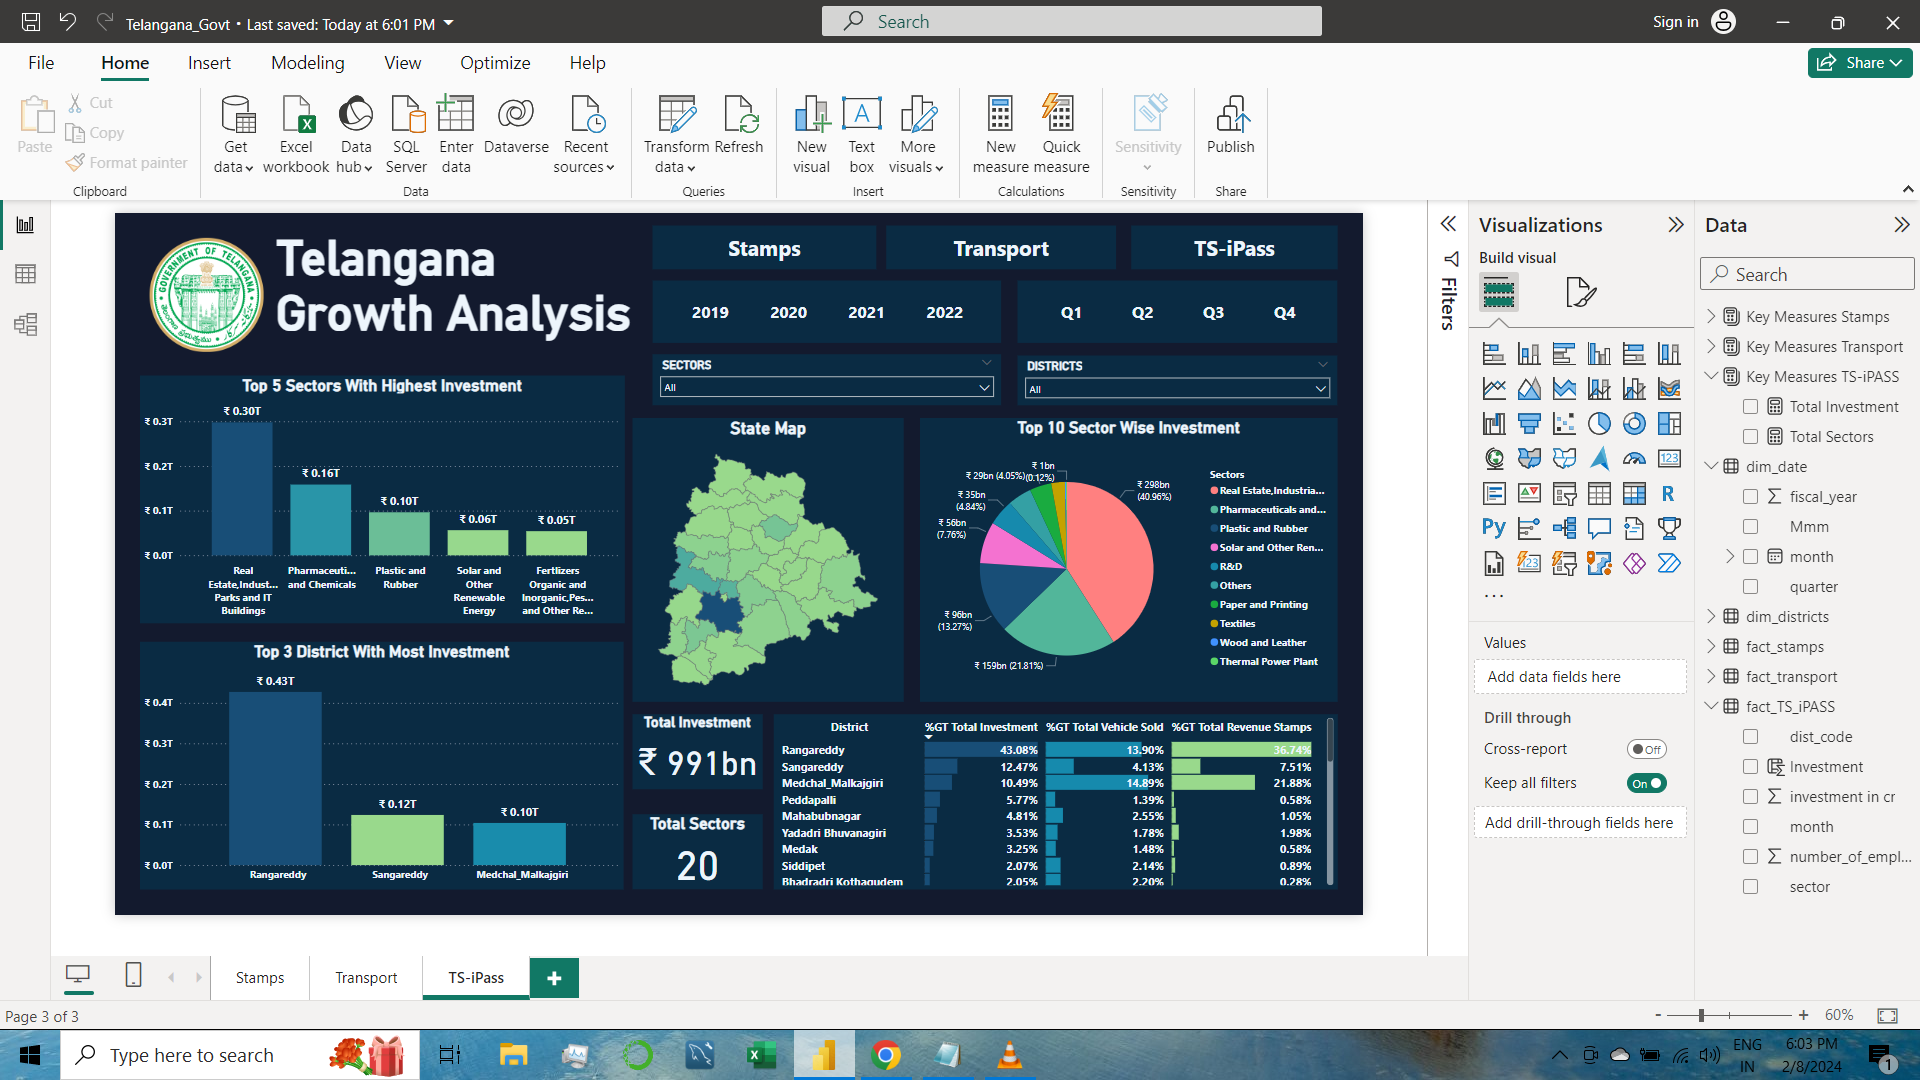 Telangana_Govt • Last saved: Today at 6:01 PM
Search
Sign in
File
Home
Insert
Modeling
View
Optimize
Help
Share
Paste
Cut
Copy
Format painter
Clipboard
Get data
Excel workbook
Data hub
SQL Server
Enter data
Dataverse
Recent sources
Data
Transform data
Refresh
Queries
New visual
Text box
More visuals
Insert
New measure
Quick measure
Calculations
Sensitivity
Sensitivity
Publish
Share
GOVERNMENT OF TELANGANA
Telangana
Growth Analysis
Stamps
Transport
TS-iPass
2019 2020 2021 2022
Q1 Q2 Q3 Q4
SECTORS
All
DISTRICTS
All
Top 5 Sectors With Highest Investment
₹ 0.3T
₹ 0.2T
₹ 0.1T
₹ 0.0T
₹ 0.30T
₹ 0.16T
₹ 0.10T
₹ 0.06T
₹ 0.05T
Real Estate,Indust... Parks and IT Buildings
Pharmaceuti... and Chemicals
Plastic and Rubber
Solar and Other Renewable Energy
Fertlizers Organic and Inorganic,Pes... and Other Re...
State Map
Top 10 Sector Wise Investment
₹ 1bn (0.12%)
₹ 29bn (4.05%)
₹ 35bn (4.84%)
₹ 56bn (7.76%)
₹ 96bn (13.27%)
₹ 159bn (21.81%)
₹ 298bn (40.96%)
Sectors
Real Estate,Industria...
Pharmaceuticals and...
Plastic and Rubber
Solar and Other Ren...
R&D
Others
Paper and Printing
Textiles
Wood and Leather
Thermal Power Plant
Top 3 District With Most Investment
₹ 0.4T
₹ 0.3T
₹ 0.2T
₹ 0.1T
₹ 0.0T
₹ 0.43T
₹ 0.12T
₹ 0.10T
Rangareddy
Sangareddy
Medchal_Malkajgiri
Total Investment
₹ 991bn
Total Sectors
20
District %GT Total Investment %GT Total Vehicle Sold %GT Total Revenue Stamps
Rangareddy 43.08% 13.90% 36.74%
Sangareddy 12.47% 4.13% 7.51%
Medchal_Malkajgiri 10.49% 14.89% 21.88%
Peddapalli 5.77% 1.39% 0.58%
Mahabubnagar 4.81% 2.55% 1.05%
Yadadri Bhuvanagiri 3.53% 1.78% 1.98%
Medak 3.25% 1.48% 0.58%
Siddipet 2.07% 2.14% 0.89%
Bhadradri Kothagudem 2.05% 2.20% 0.28%
Filters
Visualizations
Build visual
123
R
Py
123
...
Values
Add data fields here
Drill through
Cross-report
Off
Keep all filters
On
Add drill-through fields here
Data
Search
Key Measures Stamps
Key Measures Transport
Key Measures TS-iPASS
Total Investment
Total Sectors
dim_date
fiscal_year
Mmm
month
quarter
dim_districts
fact_stamps
fact_transport
fact_TS_iPASS
dist_code
Investment
investment in cr
month
number_of_empl...
sector
Stamps
Transport
TS-iPass
+
Page 3 of 3
- + 60%
Type here to search
ENG
IN
6:03 PM
2/8/2024
1